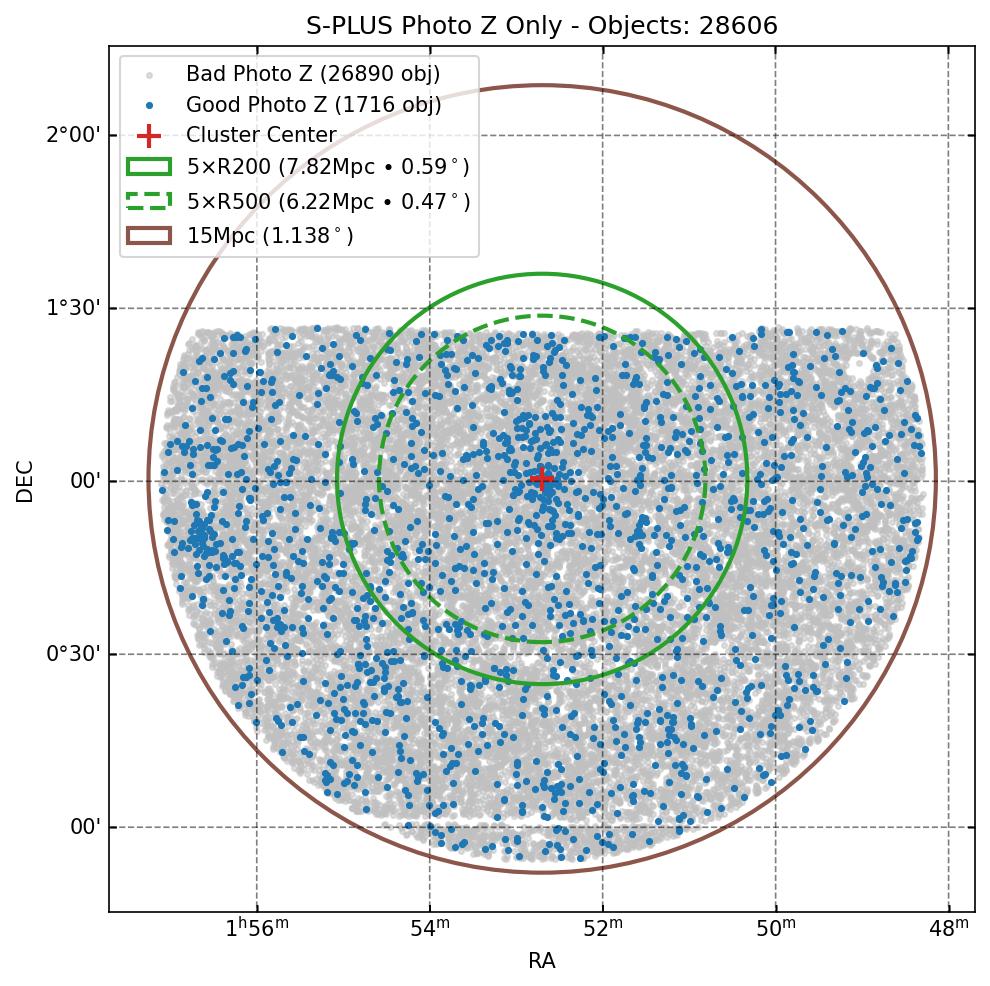 S-PLUS Photo Z Only - Objects: 28606
Bad Photo Z (26890 obj)
Good Photo Z (1716 obj)
Cluster Center
5×R200 (7.82Mpc • 0.59°)
5×R500 (6.22Mpc • 0.47°)
15Mpc (1.138°)
2°00'
1°30'
00'
0°30'
00'
DEC
1ʰ56ᵐ 54ᵐ 52ᵐ 50ᵐ 48ᵐ
RA